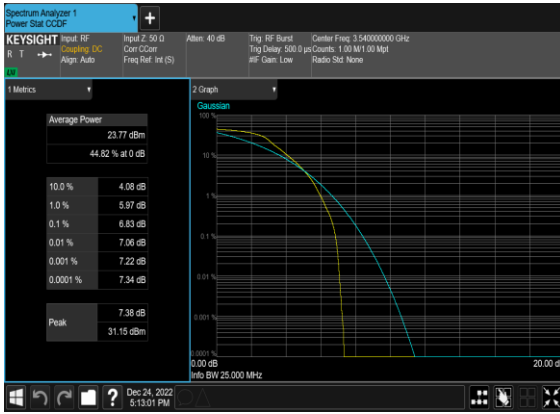 Spectrum Analyzer 1
Power Stat CCDF
KEYSIGHT
R T
Input: RF
Coupling: DC
Align: Auto
Input Z: 50 Ω
Corr CCorr
Freq Ref: Int (S)
Atten: 40 dB
Trig: RF Burst
Trig Delay: 500.0 µs
#IF Gain: Low
Center Freq: 3.540000000 GHz
Counts: 1.00 M/1.00 Mpt
Radio Std: None
1 Metrics
Average Power
23.77 dBm
44.82 % at 0 dB
10.0 % 4.08 dB
1.0 % 5.97 dB
0.1 % 6.83 dB
0.01 % 7.06 dB
0.001 % 7.22 dB
0.0001 % 7.34 dB
Peak
7.38 dB
31.15 dBm
2 Graph
Gaussian
100 %
10 %
1 %
0.1 %
0.01 %
0.001 %
0.0001 %
0.00 dB
20.00 d
Info BW 25.000 MHz
?
Dec 24, 2022
5:13:01 PM